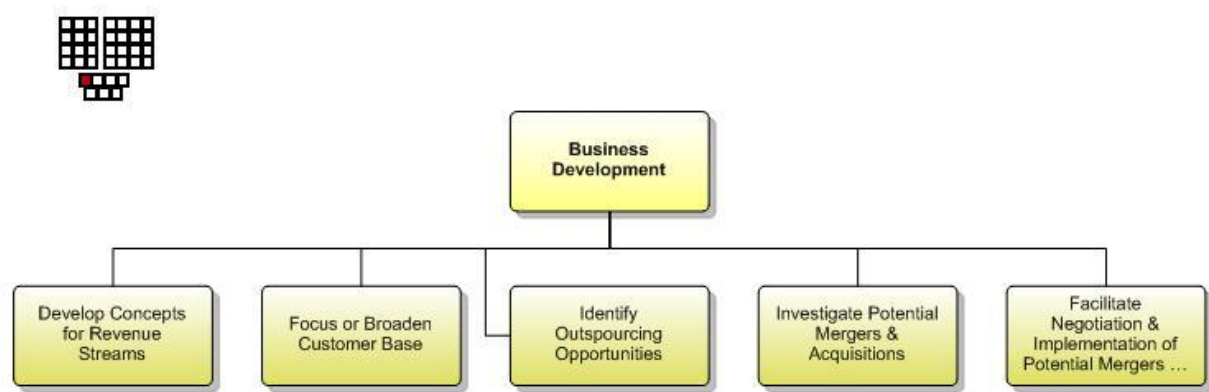 Business
Development
Develop Concepts
for Revenue
Streams
Focus or Broaden
Customer Base
Identify
Outspourcing
Opportunities
Investigate Potential
Mergers &
Acquisitions
Facilitate
Negotiation &
Implementation of
Potential Mergers ...